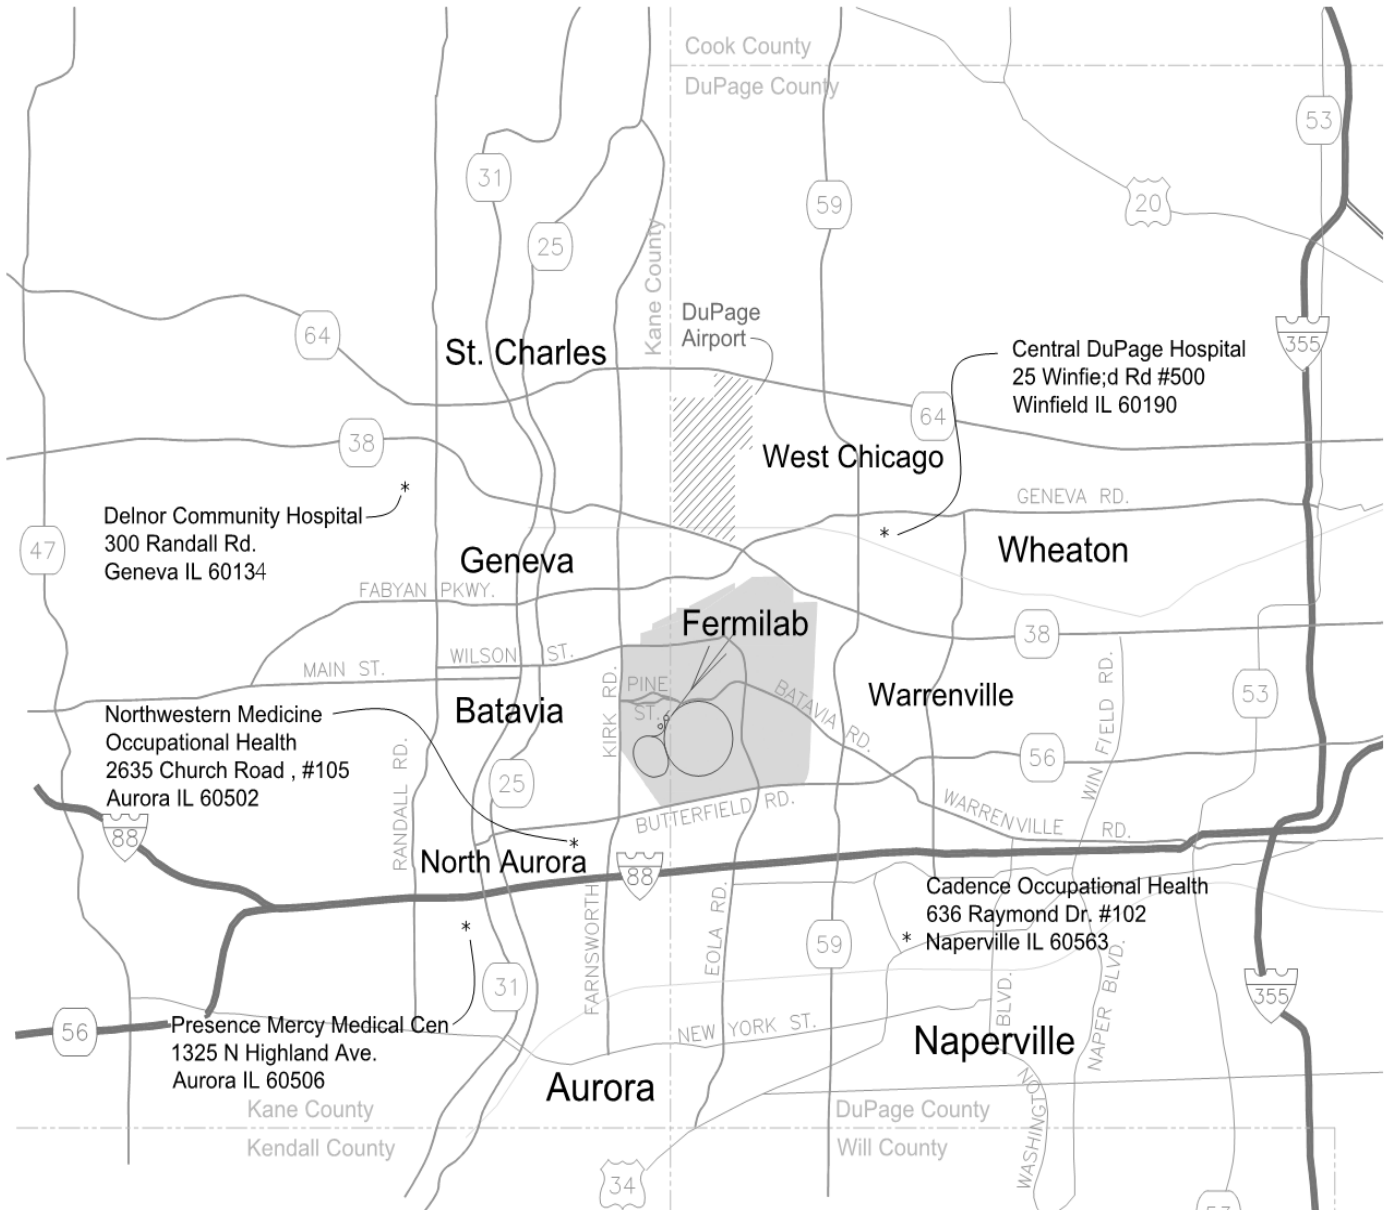 Cook County
DuPage County
53
31
20
59
25
Kane County
DuPage
Airport
64
355
St. Charles
Central DuPage Hospital
25 Winfie;d Rd #500
Winfield IL 60190
64
38
West Chicago
GENEVA RD.
Delnor Community Hospital
300 Randall Rd.
Geneva IL 60134
47
Geneva
Wheaton
FABYAN PKWY.
Fermilab
38
WILSON ST.
MAIN ST.
PINE
ST.
KIRK RD.
BATAVIA RD.
Warrenville
WINFIELD RD.
53
Batavia
Northwestern Medicine
Occupational Health
2635 Church Road , #105
Aurora IL 60502
RANDALL RD.
25
56
BUTTERFIELD RD.
WARRENVILLE RD.
88
North Aurora
88
Cadence Occupational Health
636 Raymond Dr. #102
Naperville IL 60563
FARNSWORTH
EOLA RD.
59
31
355
56
Presence Mercy Medical Cen
1325 N Highland Ave.
Aurora IL 60506
NEW YORK ST.
BLVD.
NAPER BLVD.
Naperville
Aurora
WASHINGTON
Kane County
Kendall County
DuPage County
Will County
34
53